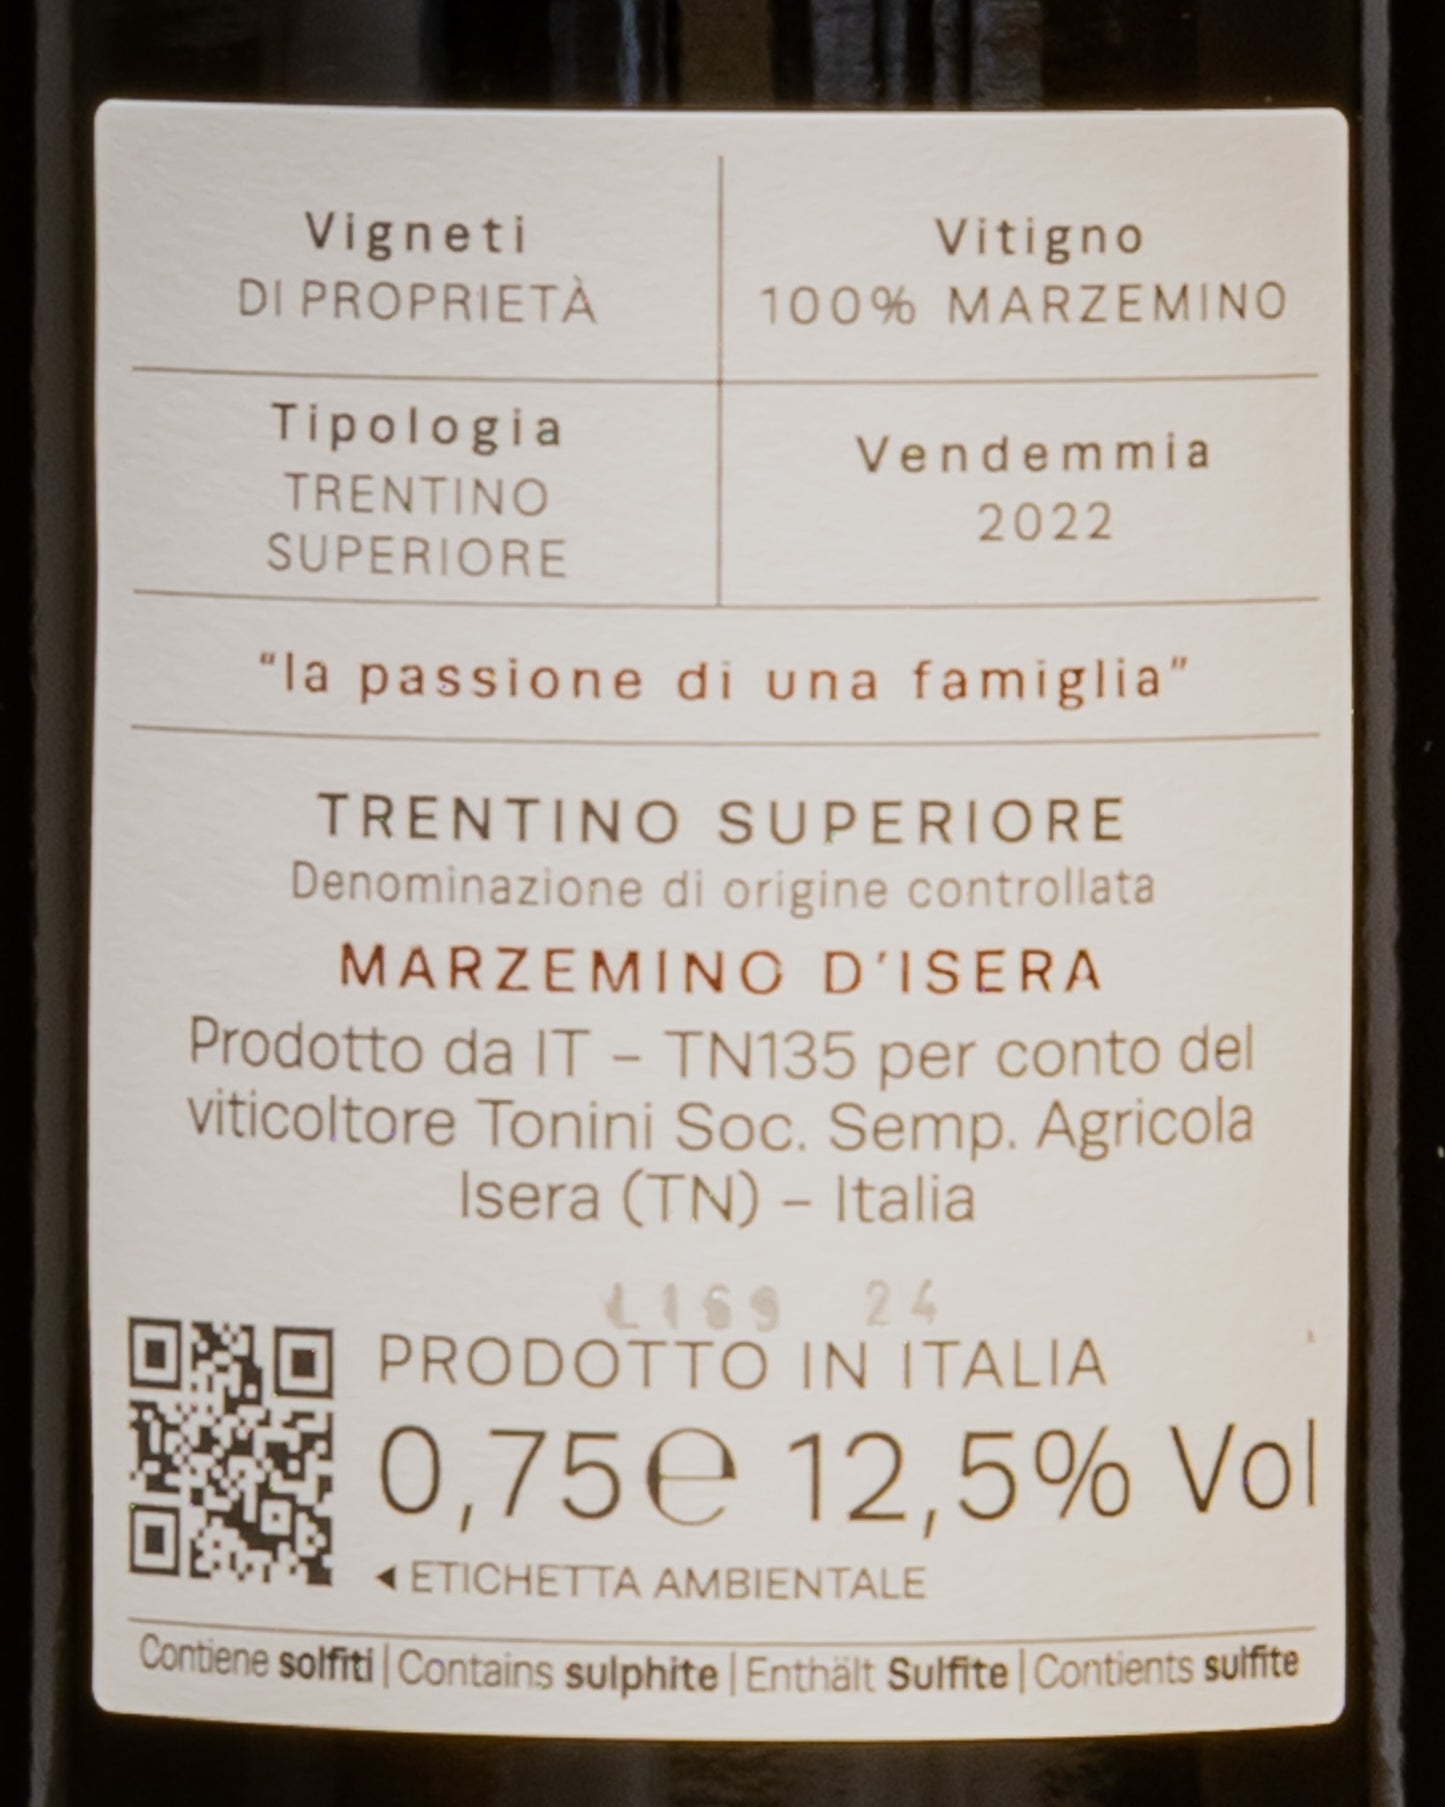 Vigneti
DI PROPRIETÀ
Vitigno
100% MARZEMINO
Tipologia
TRENTINO
SUPERIORE
Vendemmia
2022
“la passione di una famiglia”
TRENTINO SUPERIORE
Denominazione di origine controllata
MARZEMINO D'ISERA
Prodotto da IT – TN135 per conto del
viticoltore Tonini Soc. Semp. Agricola
Isera (TN) – Italia
L169 24
PRODOTTO IN ITALIA
0,75℮ 12,5% Vol
◀ ETICHETTA AMBIENTALE
Contiene solfiti | Contains sulphite | Enthält Sulfite | Contients sulfite